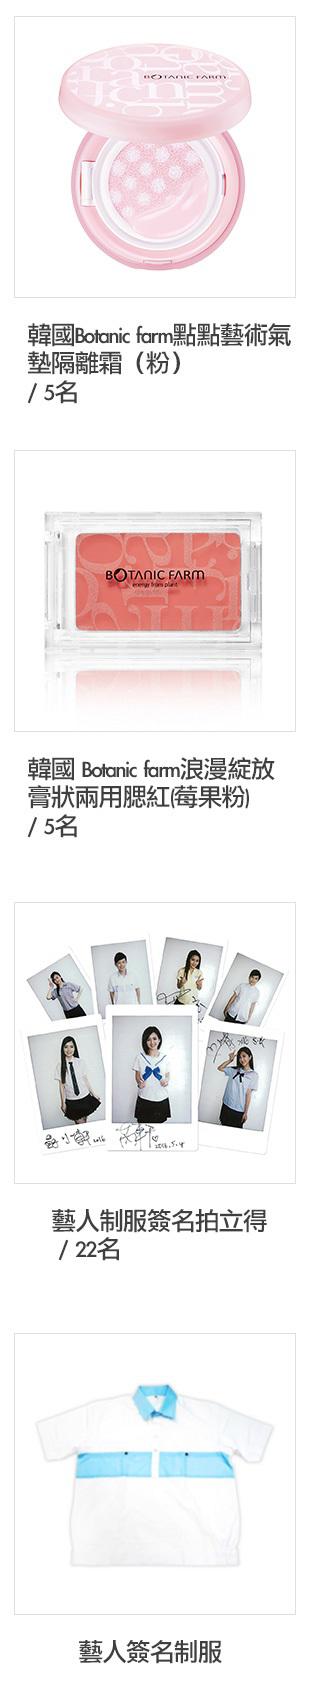 BOTANIC FARM
韓國Botanic farm點點藝術氣
墊隔離霜（粉）
/ 5名
BOTANIC FARM
energy from plant
韓國 Botanic farm浪漫綻放
膏狀兩用腮紅(莓果粉)
/ 5名
藝人制服簽名拍立得
/ 22名
藝人簽名制服